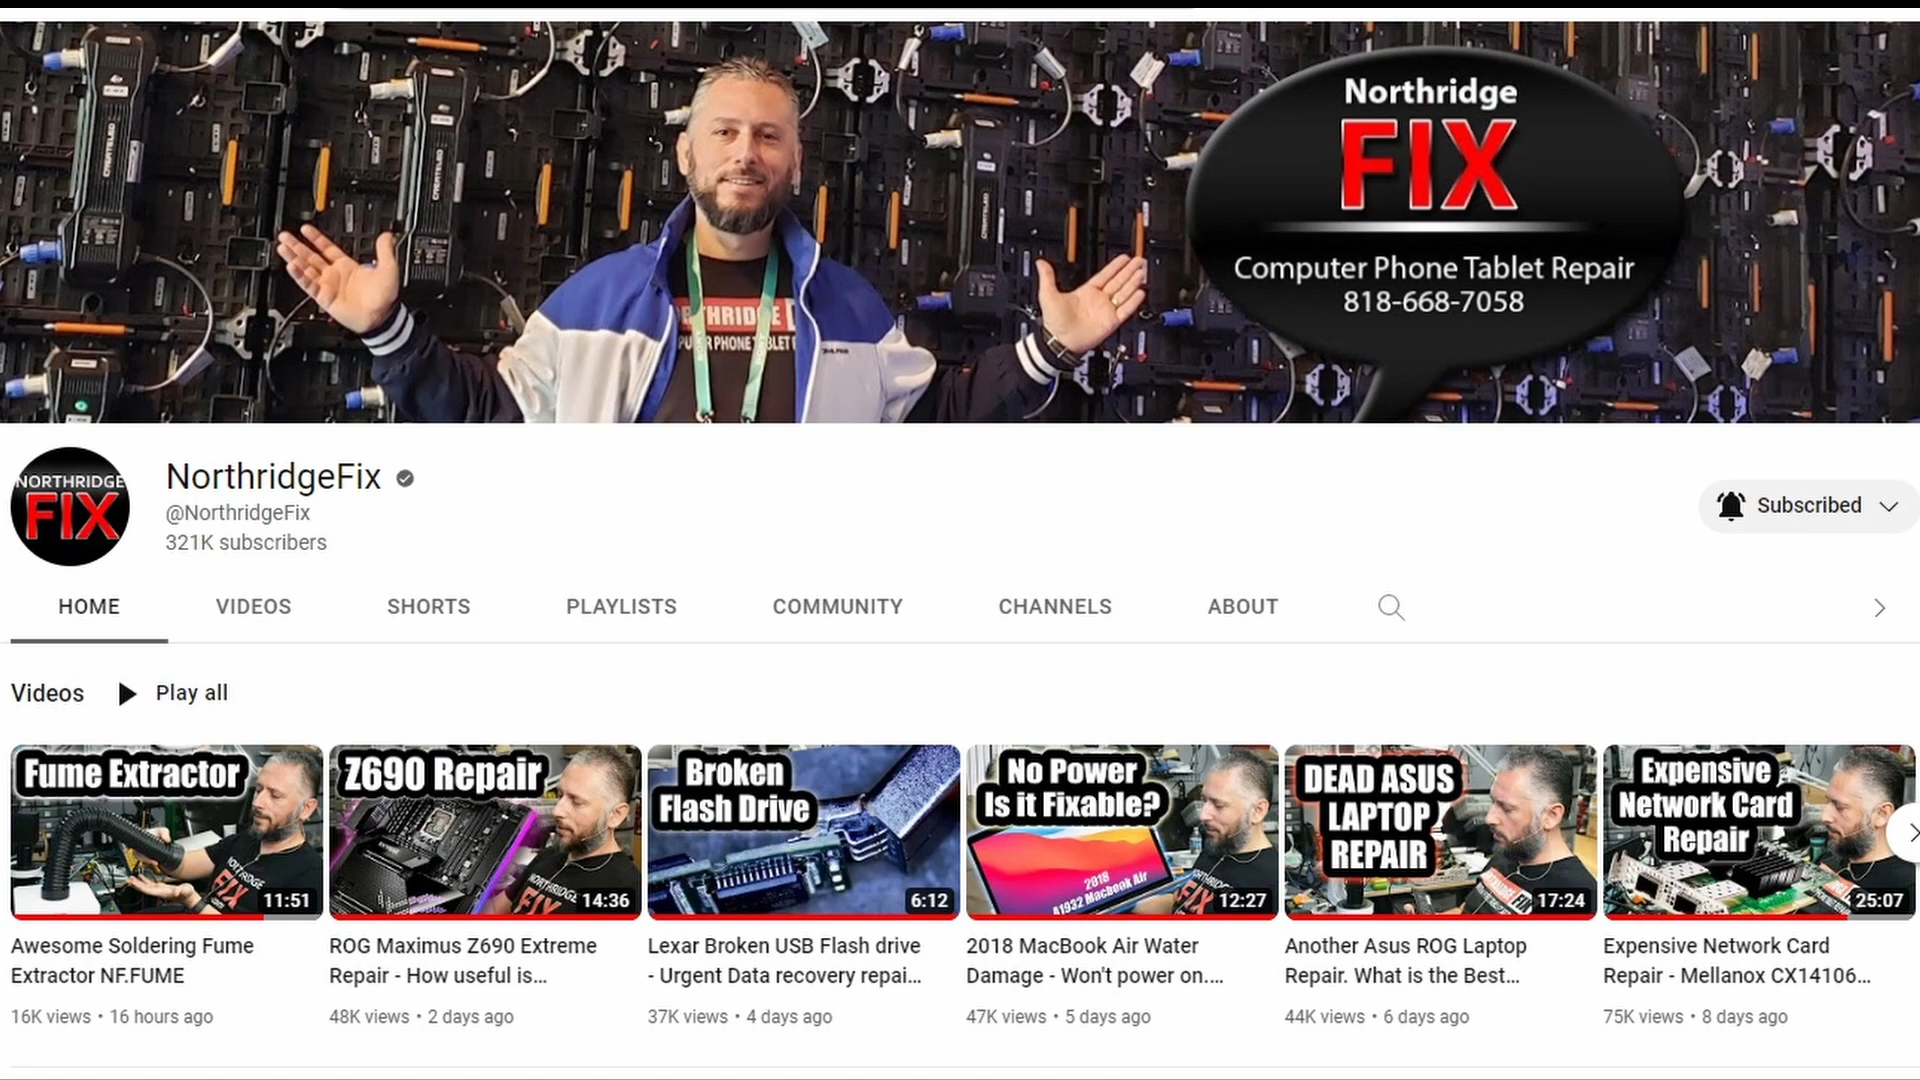 Northridge
FIX
Computer Phone Tablet Repair
818-668-7058
NORTHRIDGE
FIX
NorthridgeFix
@NorthridgeFix
321K subscribers
Subscribed
HOME
VIDEOS
SHORTS
PLAYLISTS
COMMUNITY
CHANNELS
ABOUT
Videos
Play all
Fume Extractor
11:51
Awesome Soldering Fume
Extractor NF.FUME
16K views • 16 hours ago
Z690 Repair
14:36
ROG Maximus Z690 Extreme
Repair - How useful is...
48K views • 2 days ago
Broken
Flash Drive
6:12
Lexar Broken USB Flash drive
- Urgent Data recovery repai...
37K views • 4 days ago
No Power
Is it Fixable?
2018
A1932 MacBook Air
12:27
2018 MacBook Air Water
Damage - Won't power on....
47K views • 5 days ago
DEAD ASUS
LAPTOP
REPAIR
17:24
Another Asus ROG Laptop
Repair. What is the Best...
44K views • 6 days ago
Expensive
Network Card
Repair
25:07
Expensive Network Card
Repair - Mellanox CX14106...
75K views • 8 days ago